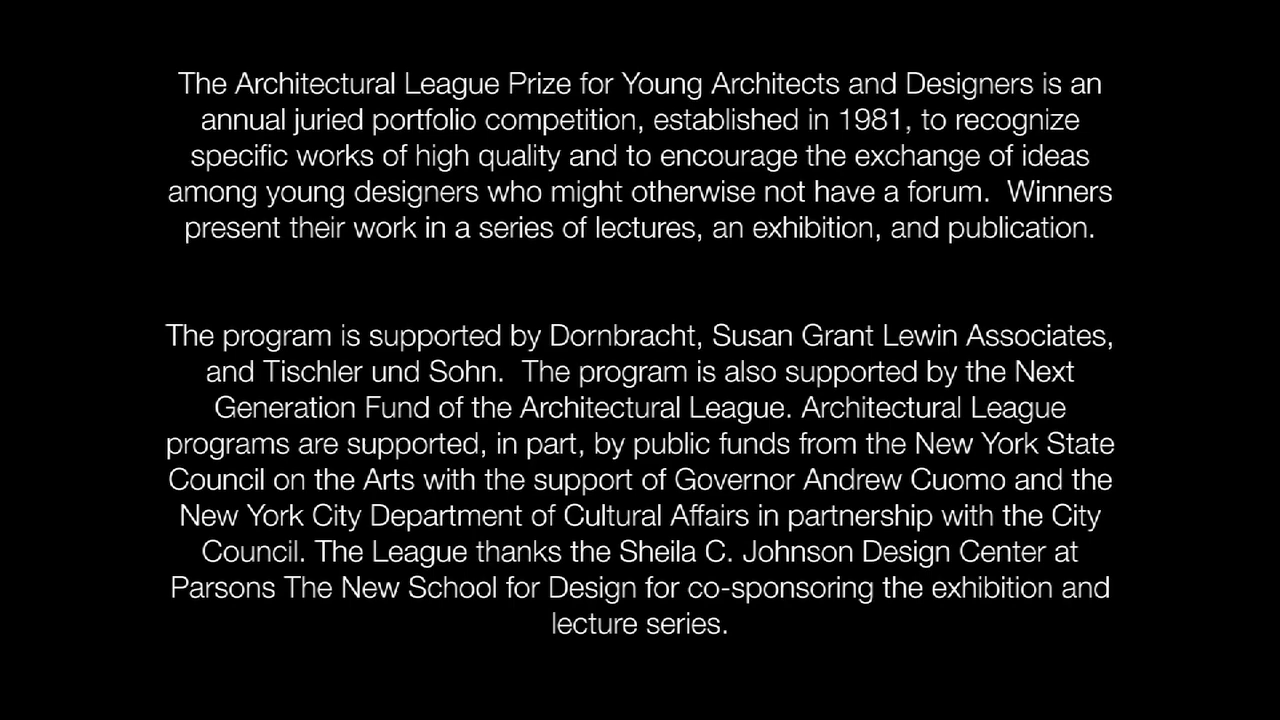 The Architectural League Prize for Young Architects and Designers is an
annual juried portfolio competition, established in 1981, to recognize
specific works of high quality and to encourage the exchange of ideas
among young designers who might otherwise not have a forum.  Winners
present their work in a series of lectures, an exhibition, and publication.
The program is supported by Dornbracht, Susan Grant Lewin Associates,
and Tischler und Sohn.  The program is also supported by the Next
Generation Fund of the Architectural League. Architectural League
programs are supported, in part, by public funds from the New York State
Council on the Arts with the support of Governor Andrew Cuomo and the
New York City Department of Cultural Affairs in partnership with the City
Council. The League thanks the Sheila C. Johnson Design Center at
Parsons The New School for Design for co-sponsoring the exhibition and
lecture series.